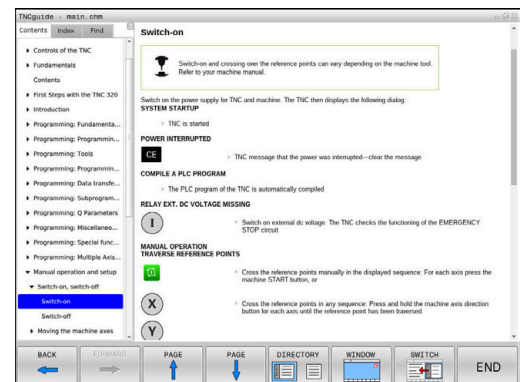 TNCguide - main.chm
Contents Index Find
Controls of the TNC
Fundamentals
Contents
First Steps with the TNC 320
Introduction
Programming: Fundamenta...
Programming: Programmin...
Programming: Tools
Programming: Programmin...
Programming: Data transfe...
Programming: Subprogram...
Programming: Q Parameters
Programming: Miscellaneo...
Programming: Special func...
Programming: Multiple Axis...
Manual operation and setup
Switch-on, switch-off
Switch-on
Switch-off
Moving the machine axes
Switch-on
Switch-on and crossing over the reference points can vary depending on the machine tool.
Refer to your machine manual.
Switch on the power supply for TNC and machine. The TNC then displays the following dialog:
SYSTEM STARTUP
TNC is started
POWER INTERRUPTED
CE
TNC message that the power was interrupted—clear the message
COMPILE A PLC PROGRAM
The PLC program of the TNC is automatically compiled
RELAY EXT. DC VOLTAGE MISSING
I
Switch on external dc voltage. The TNC checks the functioning of the EMERGENCY
STOP circuit
MANUAL OPERATION
TRAVERSE REFERENCE POINTS
Cross the reference points manually in the displayed sequence: For each axis press the
machine START button, or
X
Cross the reference points in any sequence: Press and hold the machine axis direction
button for each axis until the reference point has been traversed
Y
BACK FORWARD PAGE PAGE DIRECTORY WINDOW SWITCH END